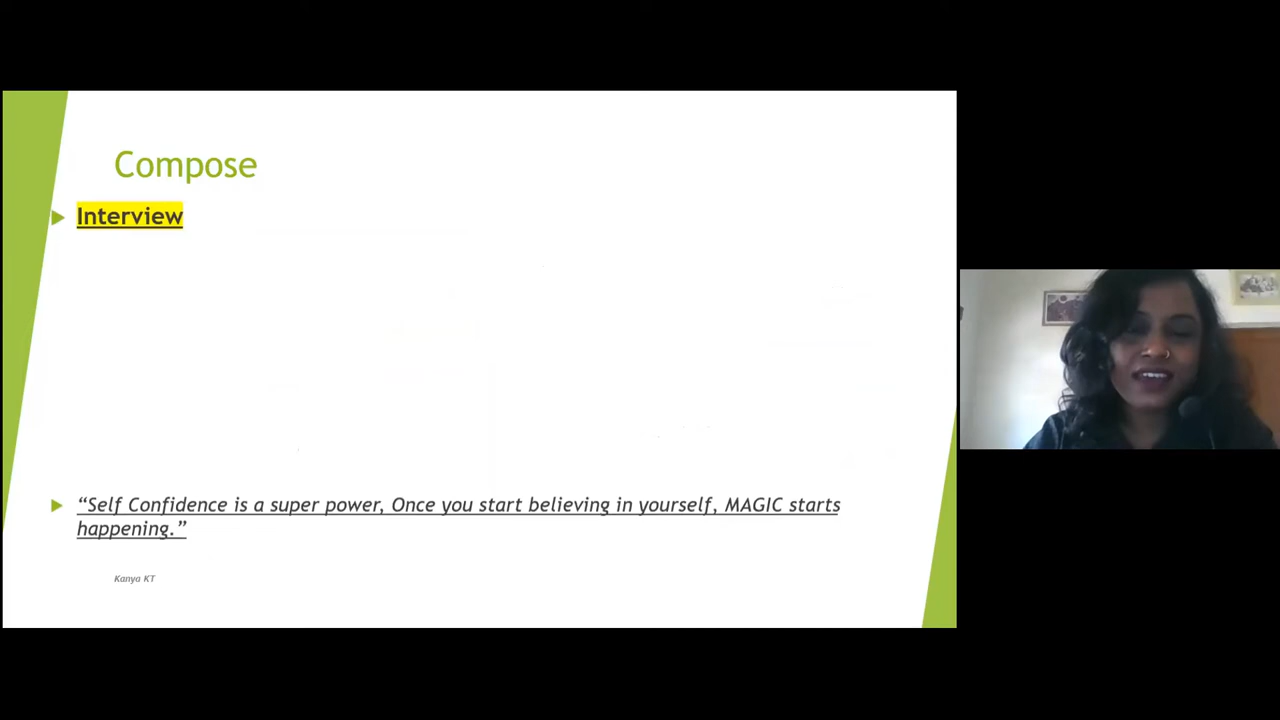 Compose
Interview
“Self Confidence is a super power, Once you start believing in yourself, MAGIC starts
happening.”
Kanya KT